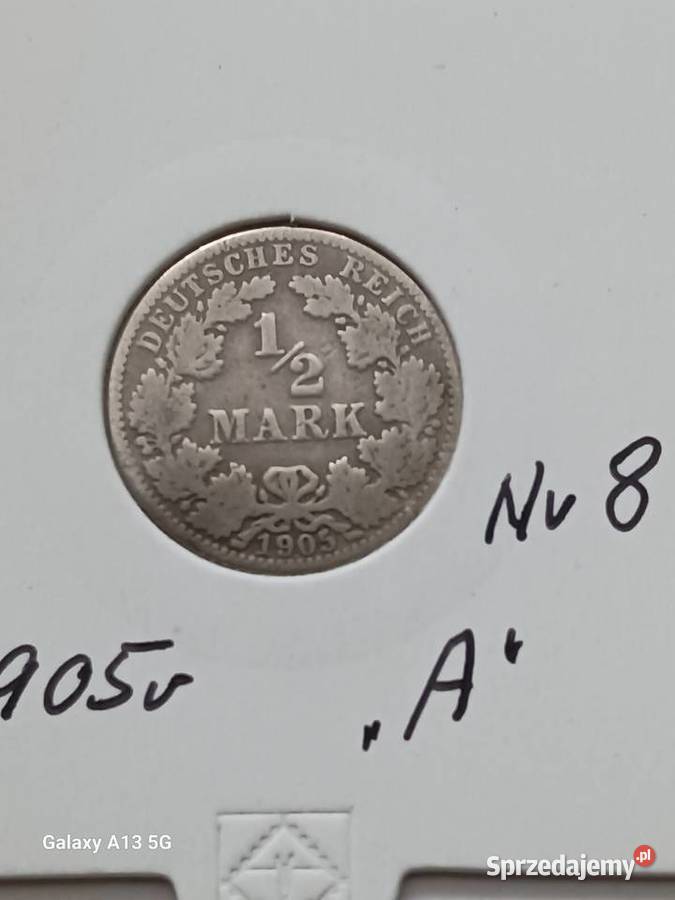 DEUTSCHES REICH
1/2
MARK
1905
Nr 8
905r
„A"
Galaxy A13 5G
Sprzedajemy.pl